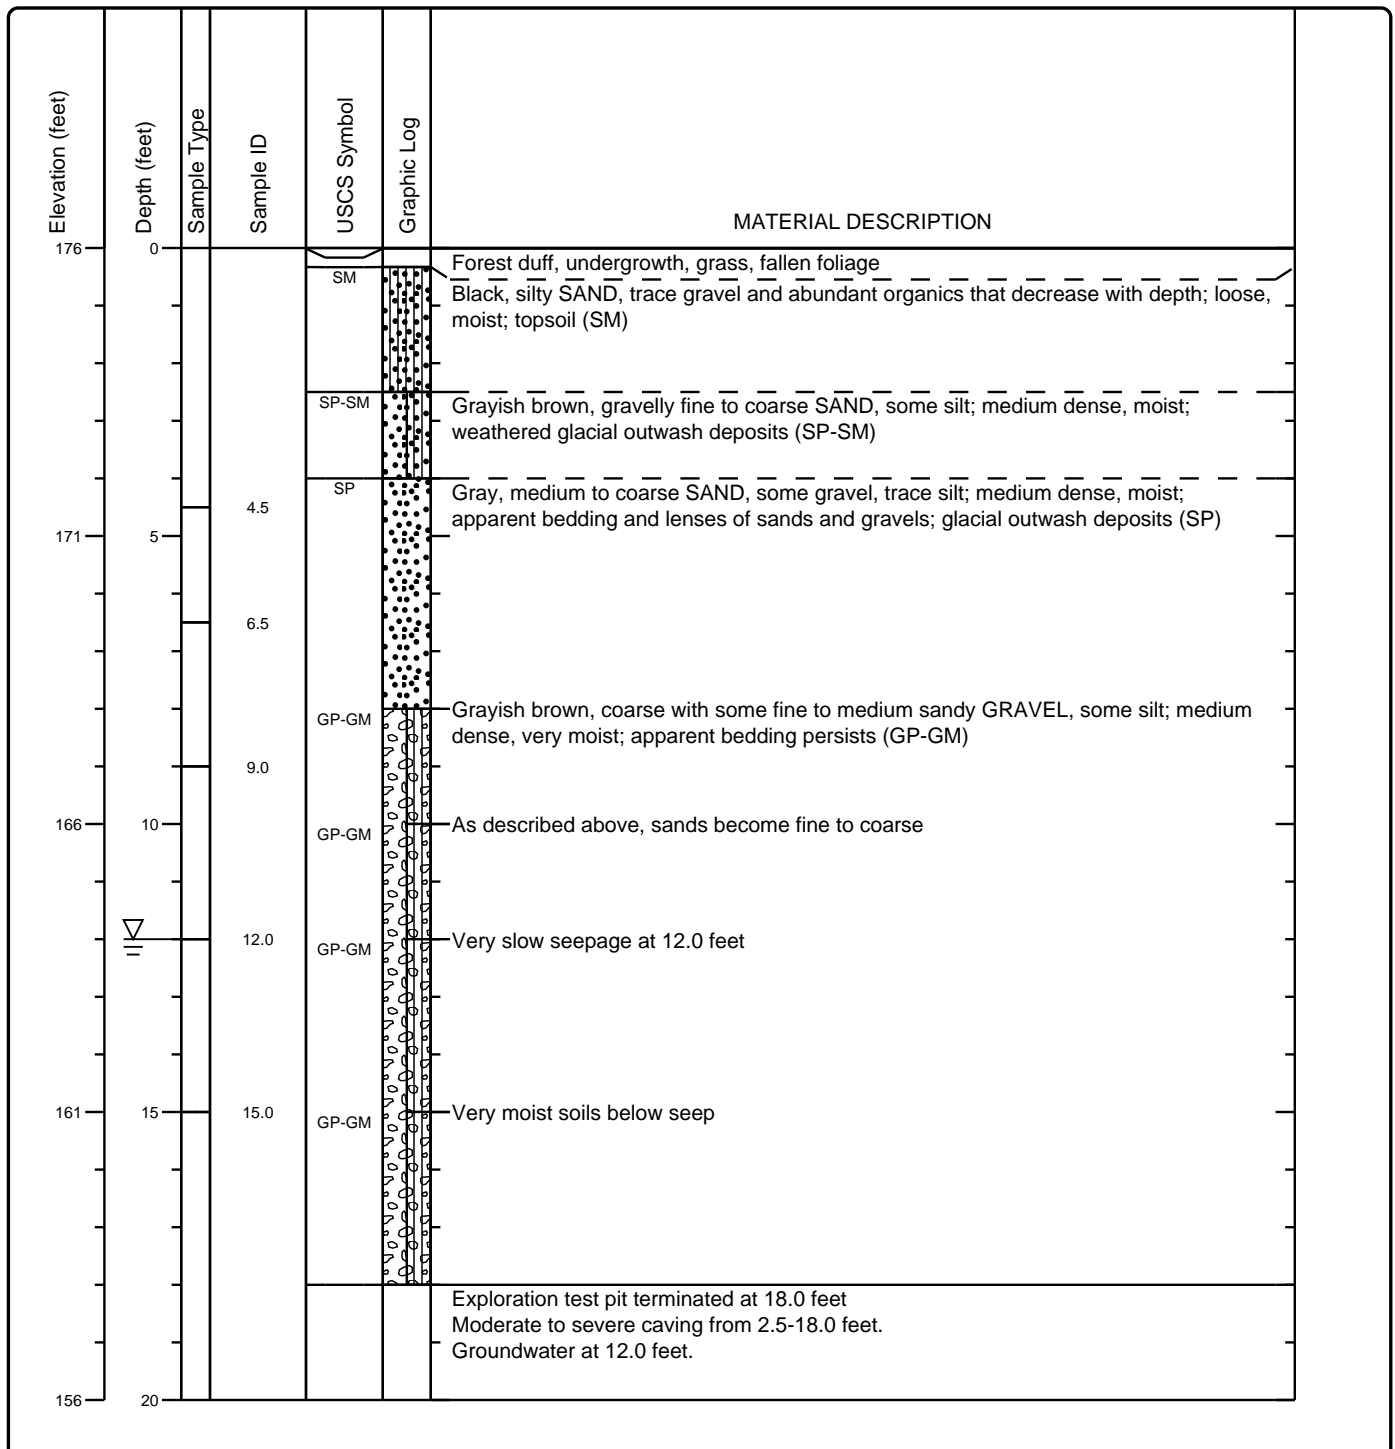 Elevation (feet)
Depth (feet)
Sample Type
Sample ID
USCS Symbol
Graphic Log
MATERIAL DESCRIPTION
176
0
Forest duff, undergrowth, grass, fallen foliage
SM
Black, silty SAND, trace gravel and abundant organics that decrease with depth; loose,
moist; topsoil (SM)
SP-SM
Grayish brown, gravelly fine to coarse SAND, some silt; medium dense, moist;
weathered glacial outwash deposits (SP-SM)
SP
Gray, medium to coarse SAND, some gravel, trace silt; medium dense, moist;
4.5
apparent bedding and lenses of sands and gravels; glacial outwash deposits (SP)
171
5
6.5
GP-GM
Grayish brown, coarse with some fine to medium sandy GRAVEL, some silt; medium
dense, very moist; apparent bedding persists (GP-GM)
9.0
166
10
GP-GM
As described above, sands become fine to coarse
12.0
GP-GM
Very slow seepage at 12.0 feet
161
15
15.0
GP-GM
Very moist soils below seep
Exploration test pit terminated at 18.0 feet
Moderate to severe caving from 2.5-18.0 feet.
Groundwater at 12.0 feet.
156
20